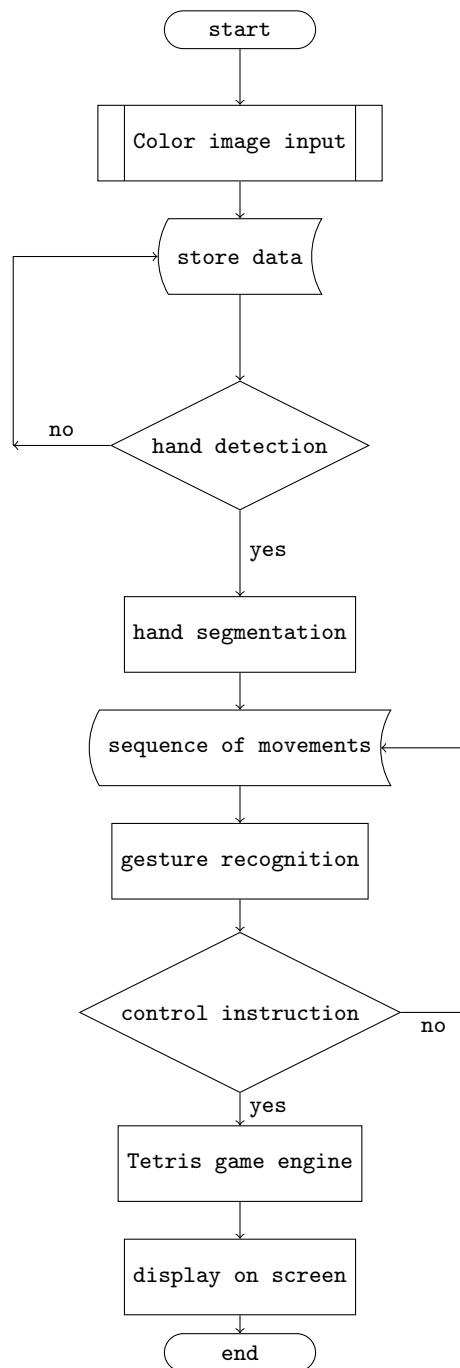 start
Color image input
store data
no
hand detection
yes
hand segmentation
sequence of movements
gesture recognition
control instruction
no
yes
Tetris game engine
display on screen
end